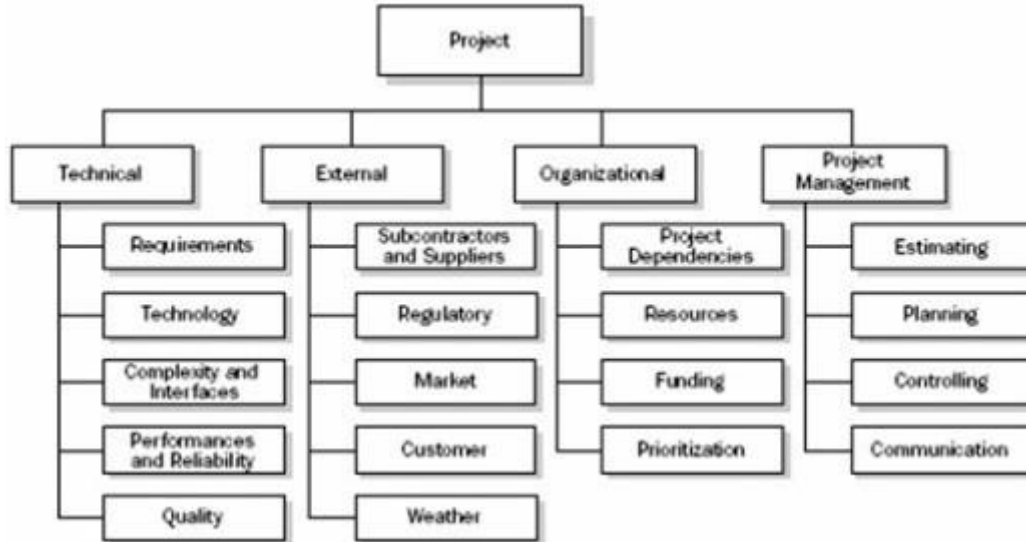 Project
Technical
External
Organizational
Project
Management
Requirements
Technology
Complexity and
Interfaces
Performances
and Reliability
Quality
Subcontractors
and Suppliers
Regulatory
Market
Customer
Weather
Project
Dependencies
Resources
Funding
Prioritization
Estimating
Planning
Controlling
Communication